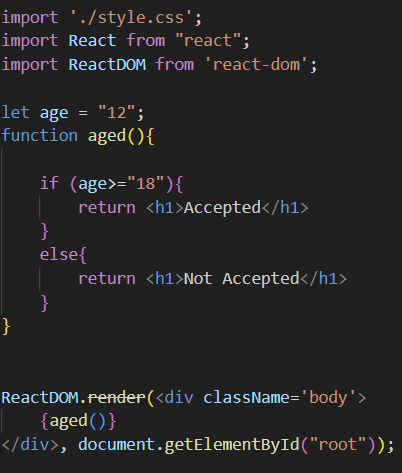 import './style.css';
import React from "react";
import ReactDOM from 'react-dom';
let age = "12";
function aged(){
if (age>="18"){
return <h1>Accepted</h1>
}
else{
return <h1>Not Accepted</h1>
}
}
ReactDOM.render(<div className='body'>
{aged()}
</div>, document.getElementById("root"));